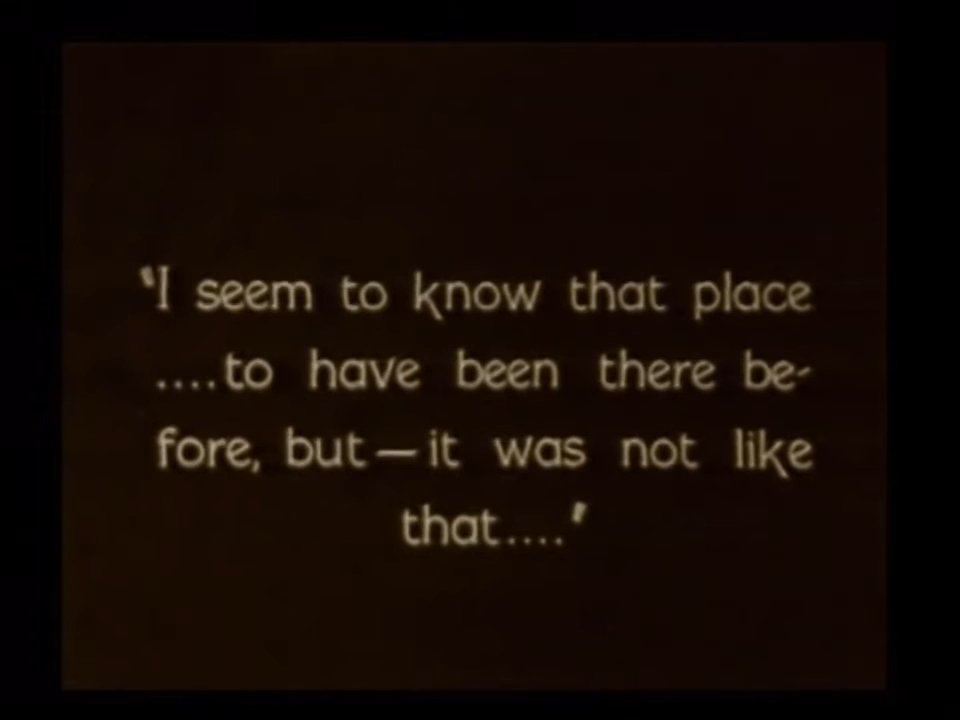 "I seem to know that place
....to have been there be-
fore, but—it was not like
that...."